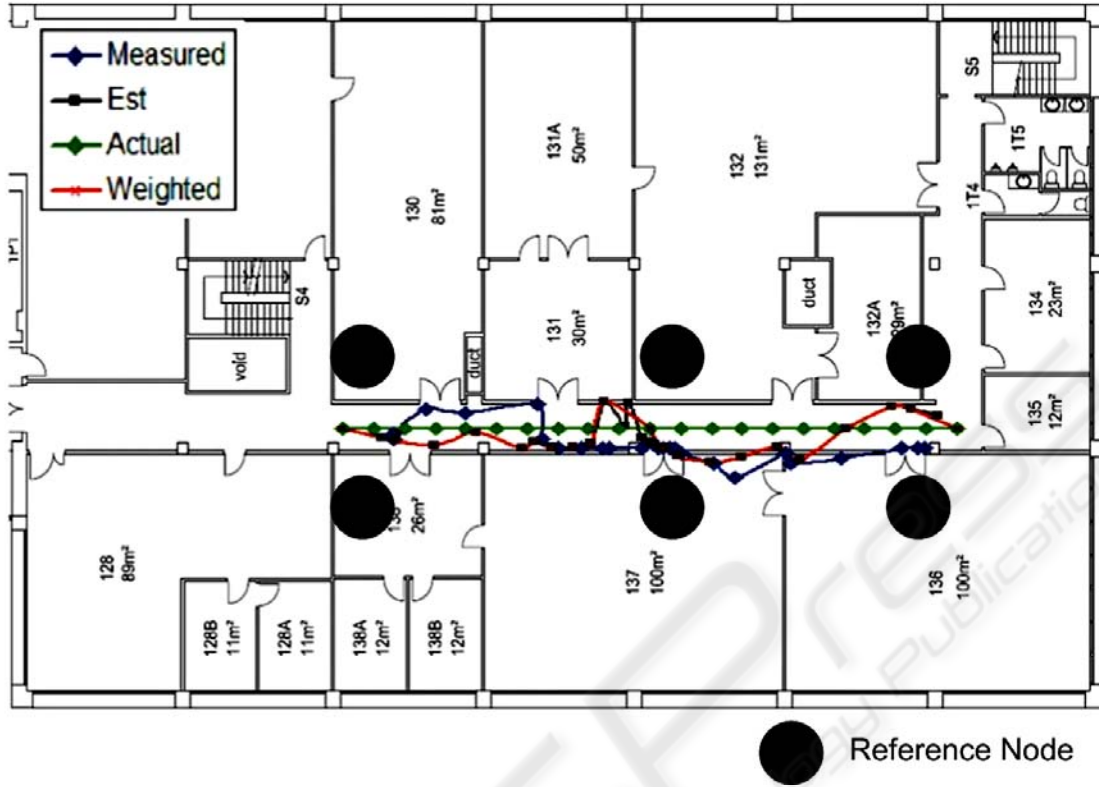 Measured
Est
Actual
Weighted
130
81m²
131A
50m²
132
131m²
S5
1T5
1T4
S4
void
duct
131
30m²
duct
132A
134
23m²
135
12m²
128
89m²
128B
11m²
128A
11m²
26m²
138A
12m²
138B
12m²
137
100m²
136
100m²
Reference Node
Press
Publication